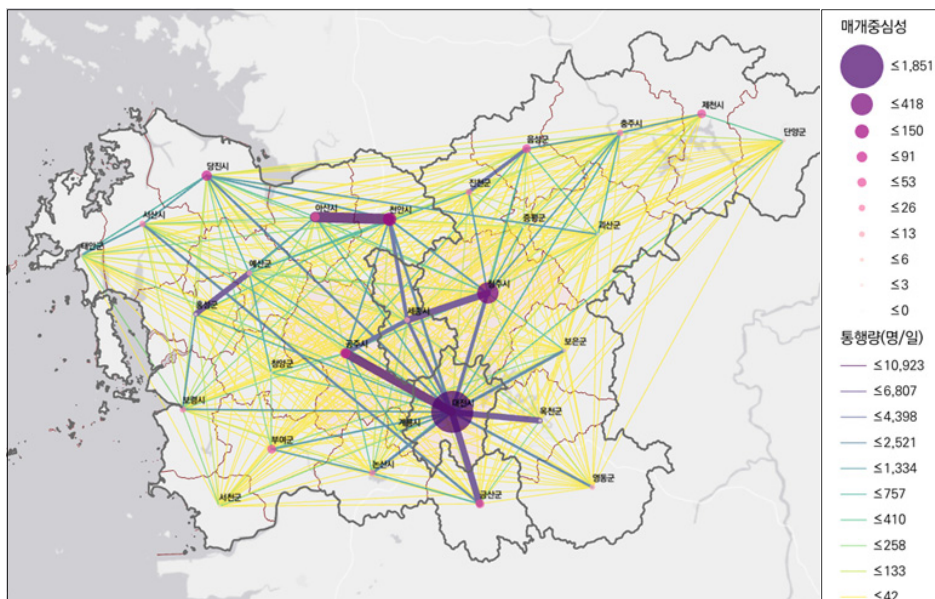 매개중심성
≤1,851
≤418
≤150
≤91
≤53
≤26
≤13
≤6
≤3
≤0
통행량(명/일)
≤10,923
≤6,807
≤4,398
≤2,521
≤1,334
≤757
≤410
≤258
≤133
≤42
제천시
단양군
충주시
음성군
당진시
진천군
아산시
천안시
증평군
서산시
괴산군
태안군
예산군
청주시
홍성군
세종시
공주시
보은군
청양군
보령시
대전시
옥천군
계룡시
부여군
논산시
영동군
서천군
금산군